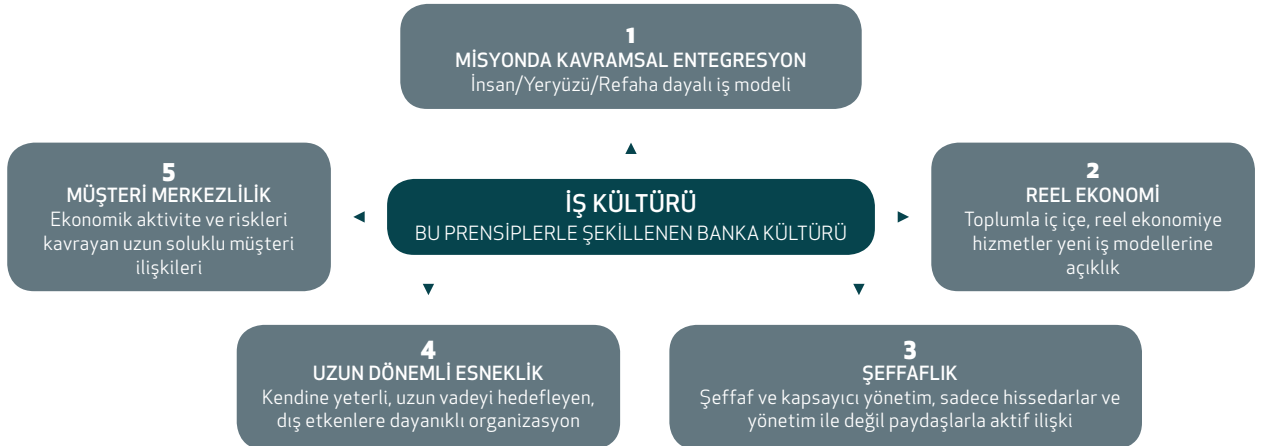 1
MİSYONDA KAVRAMSAL ENTEGRESYON
İnsan/Yeryüzü/Refaha dayalı iş modeli
5
MÜŞTERİ MERKEZLİLİK
Ekonomik aktivite ve riskleri
kavrayan uzun soluklu müşteri
ilişkileri
İŞ KÜLTÜRÜ
BU PRENSİPLERLE ŞEKİLLENEN BANKA KÜLTÜRÜ
2
REEL EKONOMİ
Toplumla iç içe, reel ekonomiye
hizmetler yeni iş modellerine
açıklık
4
UZUN DÖNEMLİ ESNEKLİK
Kendine yeterli, uzun vadeyi hedefleyen,
dış etkenlere dayanıklı organizasyon
3
ŞEFFAFLIK
Şeffaf ve kapsayıcı yönetim, sadece hissedarlar ve
yönetim ile değil paydaşlarla aktif ilişki